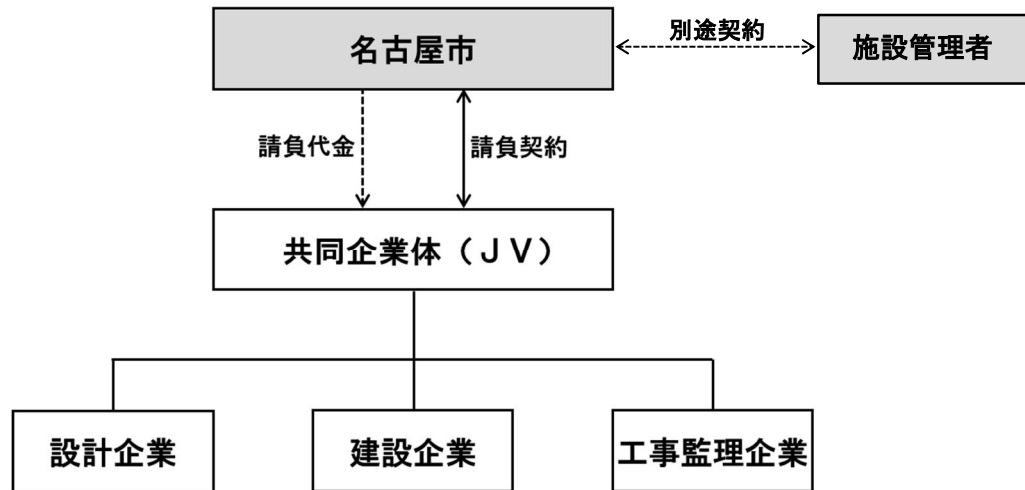 名古屋市
別途契約
施設管理者
請負代金
請負契約
共同企業体（ＪＶ）
設計企業
建設企業
工事監理企業